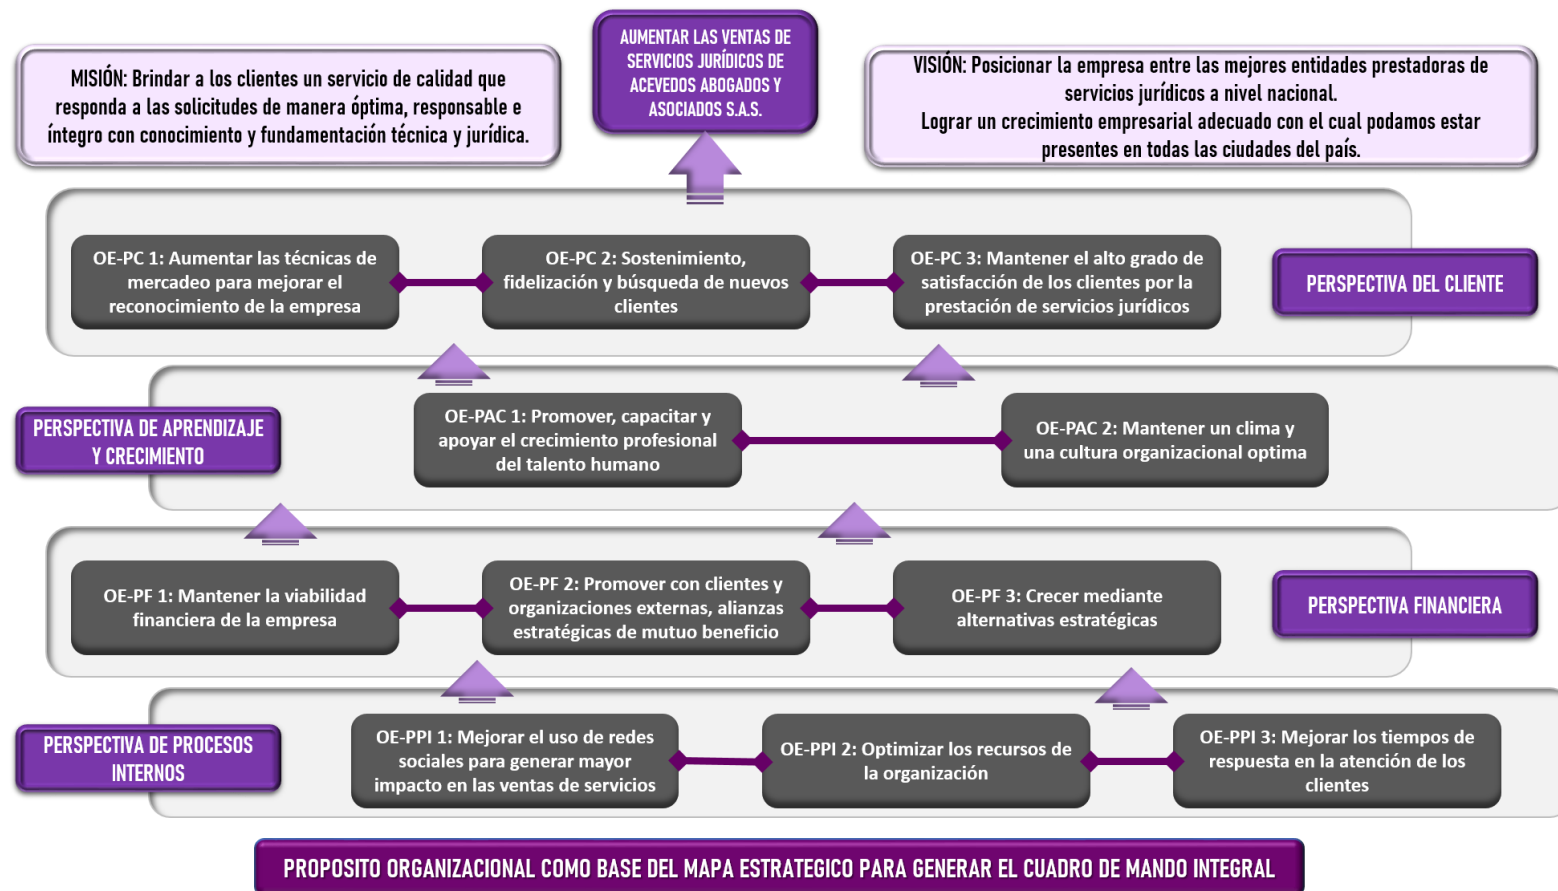 AUMENTAR LAS VENTAS DE
SERVICIOS JURÍDICOS DE
ACEVEDOS ABOGADOS Y
ASOCIADOS S.A.S.
MISIÓN: Brindar a los clientes un servicio de calidad que
responda a las solicitudes de manera óptima, responsable e
íntegro con conocimiento y fundamentación técnica y jurídica.
VISIÓN: Posicionar la empresa entre las mejores entidades prestadoras de
servicios jurídicos a nivel nacional.
Lograr un crecimiento empresarial adecuado con el cual podamos estar
presentes en todas las ciudades del país.
OE-PC 1: Aumentar las técnicas de
mercadeo para mejorar el
reconocimiento de la empresa
OE-PC 2: Sostenimiento,
fidelización y búsqueda de nuevos
clientes
OE-PC 3: Mantener el alto grado de
satisfacción de los clientes por la
prestación de servicios jurídicos
PERSPECTIVA DEL CLIENTE
PERSPECTIVA DE APRENDIZAJE
Y CRECIMIENTO
OE-PAC 1: Promover, capacitar y
apoyar el crecimiento profesional
del talento humano
OE-PAC 2: Mantener un clima y
una cultura organizacional optima
OE-PF 1: Mantener la viabilidad
financiera de la empresa
OE-PF 2: Promover con clientes y
organizaciones externas, alianzas
estratégicas de mutuo beneficio
OE-PF 3: Crecer mediante
alternativas estratégicas
PERSPECTIVA FINANCIERA
PERSPECTIVA DE PROCESOS
INTERNOS
OE-PPI 1: Mejorar el uso de redes
sociales para generar mayor
impacto en las ventas de servicios
OE-PPI 2: Optimizar los recursos de
la organización
OE-PPI 3: Mejorar los tiempos de
respuesta en la atención de los
clientes
PROPOSITO ORGANIZACIONAL COMO BASE DEL MAPA ESTRATEGICO PARA GENERAR EL CUADRO DE MANDO INTEGRAL